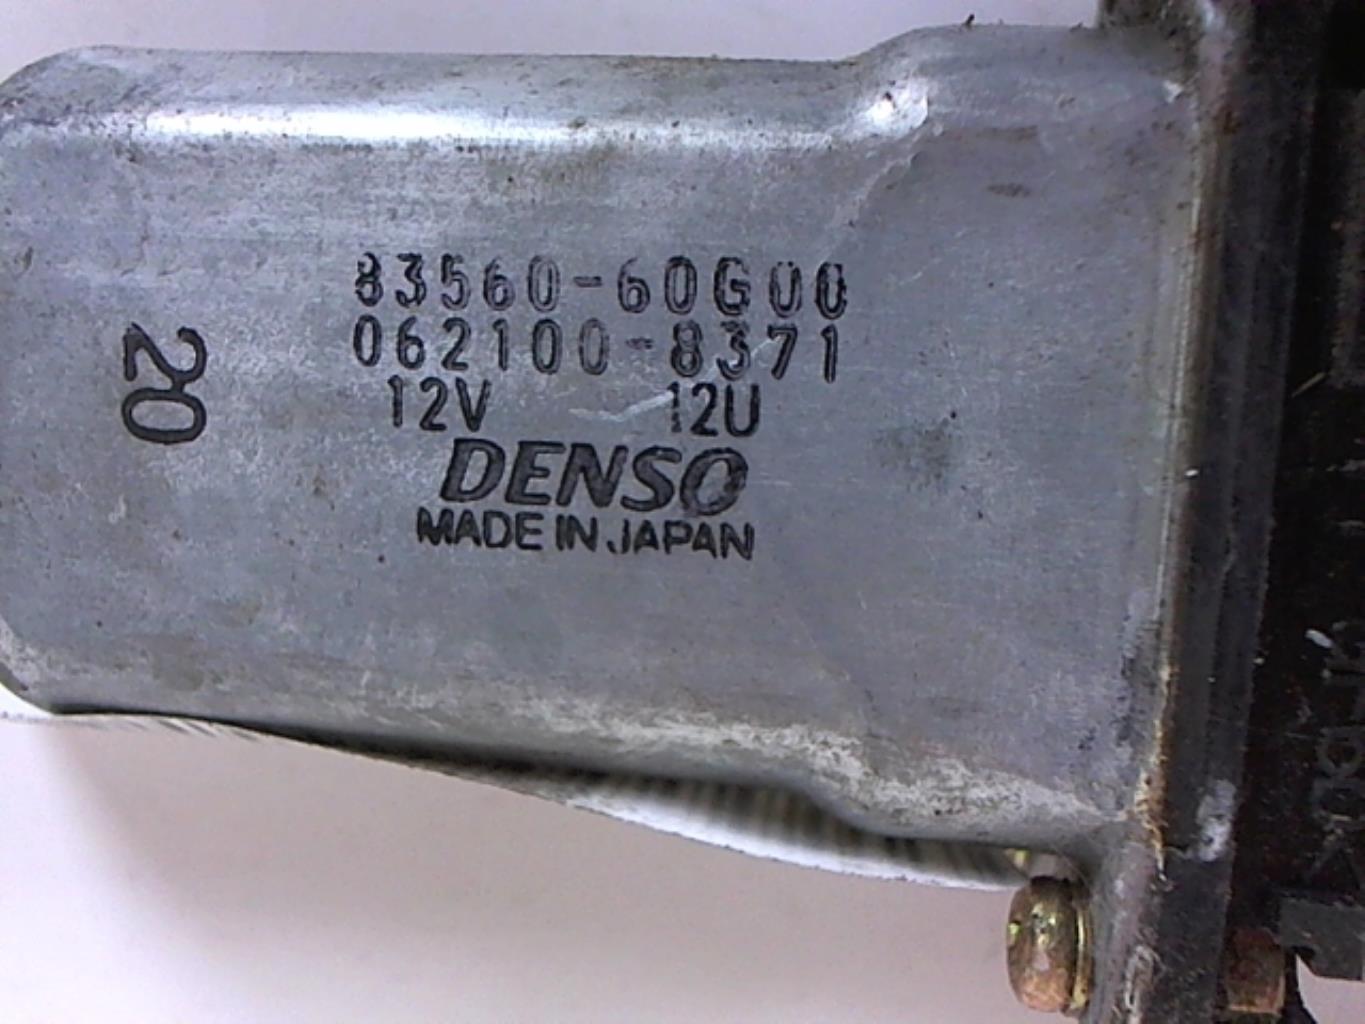 83560-60G00
062100-8371
12V 12U
DENSO
MADE IN JAPAN
20